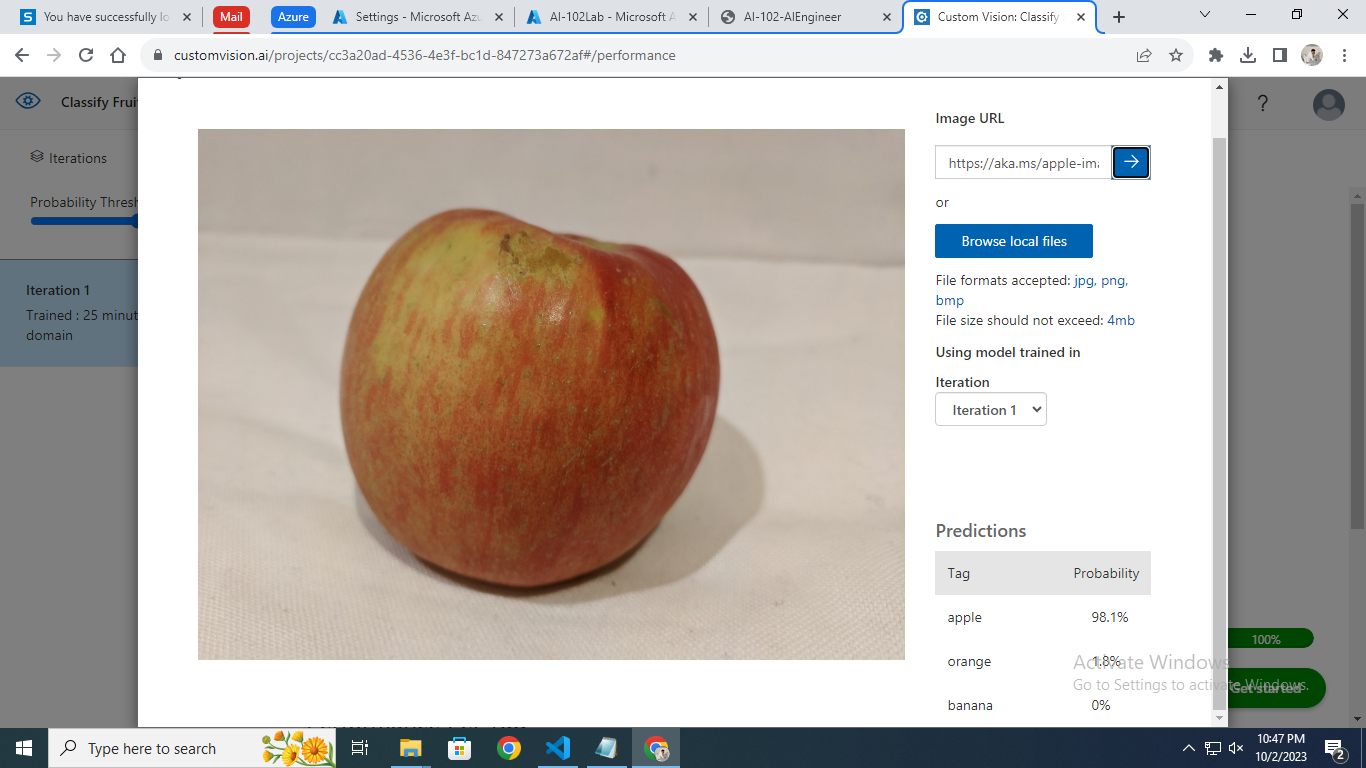 You have successfully lo
Mail
Azure
Settings - Microsoft Azu
AI-102Lab - Microsoft A
AI-102-AIEngineer
Custom Vision: Classify
customvision.ai/projects/cc3a20ad-4536-4e3f-bc1d-847273a672af#/performance
Classify Frui
?
Iterations
Probability Thresh
Iteration 1
Trained : 25 minut
domain
Image URL
https://aka.ms/apple-ima
or
Browse local files
File formats accepted: jpg, png,
bmp
File size should not exceed: 4mb
Using model trained in
Iteration
Iteration 1
Predictions
Tag Probability
apple 98.1%
orange 1.8%
banana 0%
100%
Get started
Activate Windows
Go to Settings to activate Windows.
Type here to search
10:47 PM
10/2/2023
2